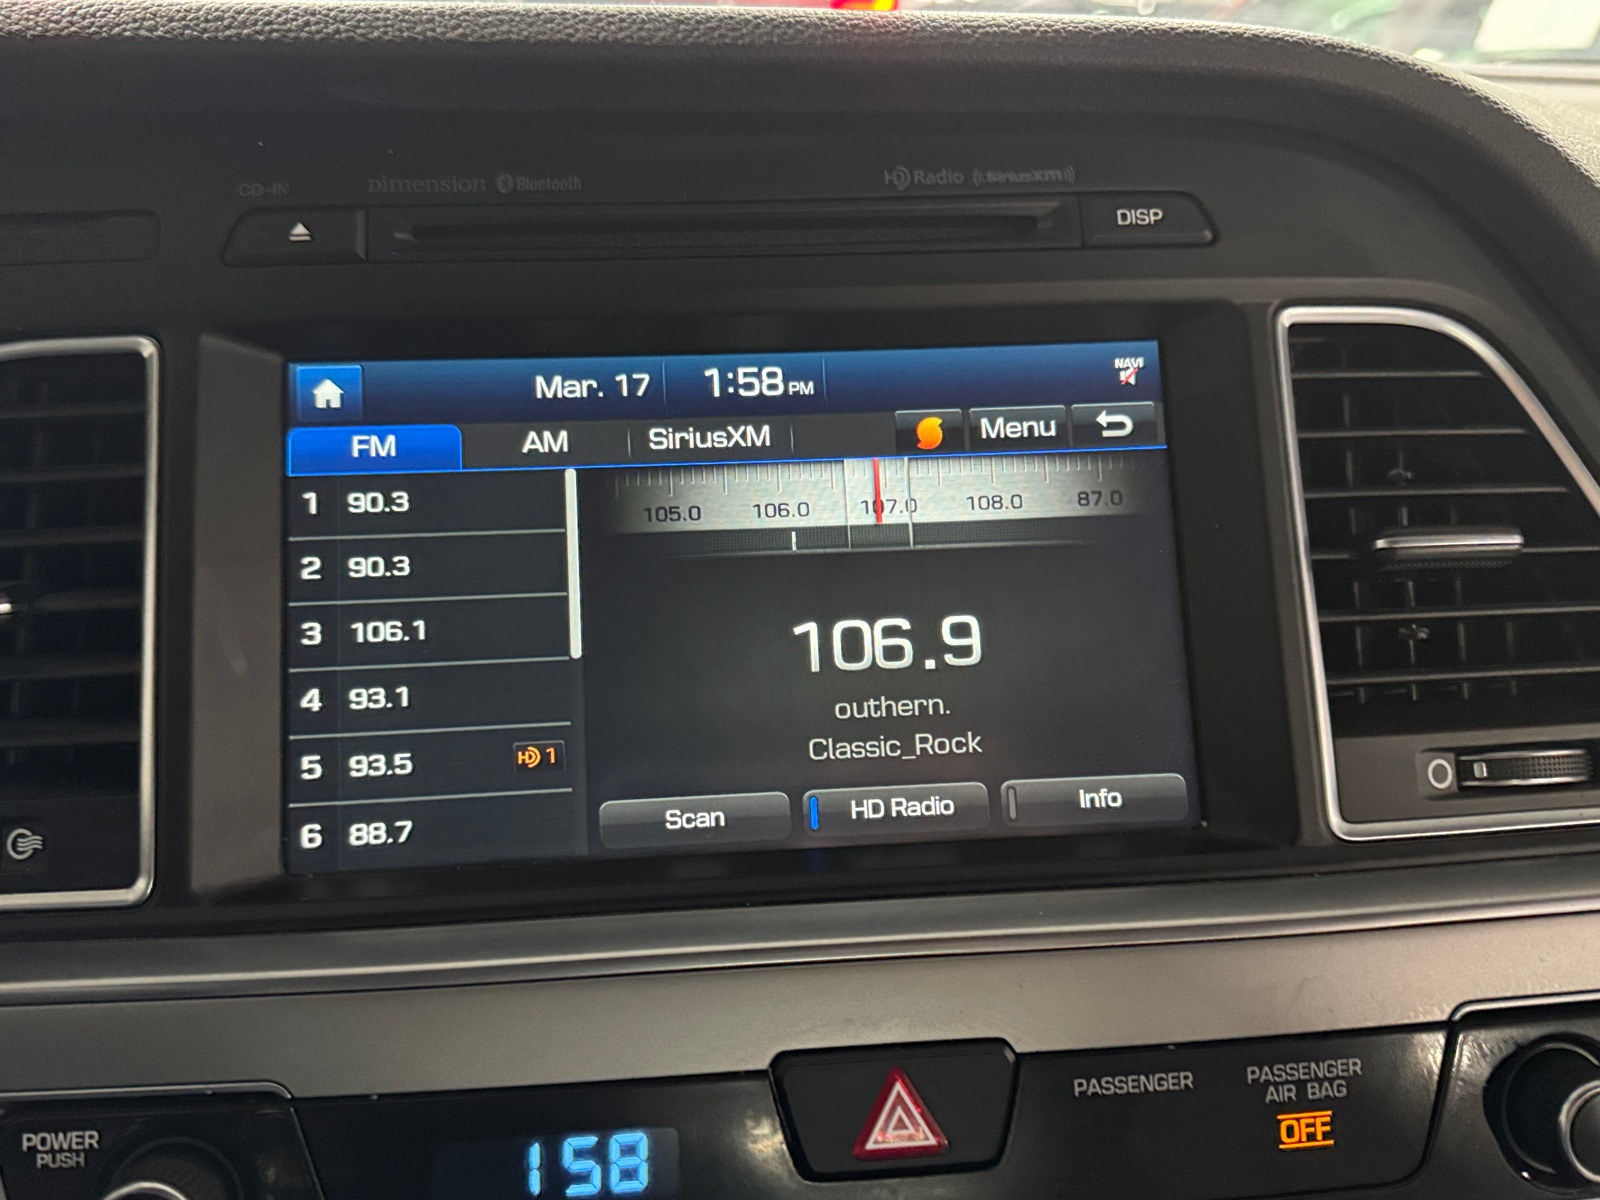 CD-IN Dimension Bluetooth HD Radio ((SiriusXM))
DISP
Mar. 17 1:58 PM NAVI
FM AM SiriusXM Menu
1 90.3
2 90.3
3 106.1
4 93.1
5 93.5 HD 1
6 88.7
105.0 106.0 107.0 108.0 87.0
106.9
outhern.
Classic_Rock
Scan HD Radio Info
POWER
PUSH
1 58
PASSENGER
PASSENGER
AIR BAG
OFF